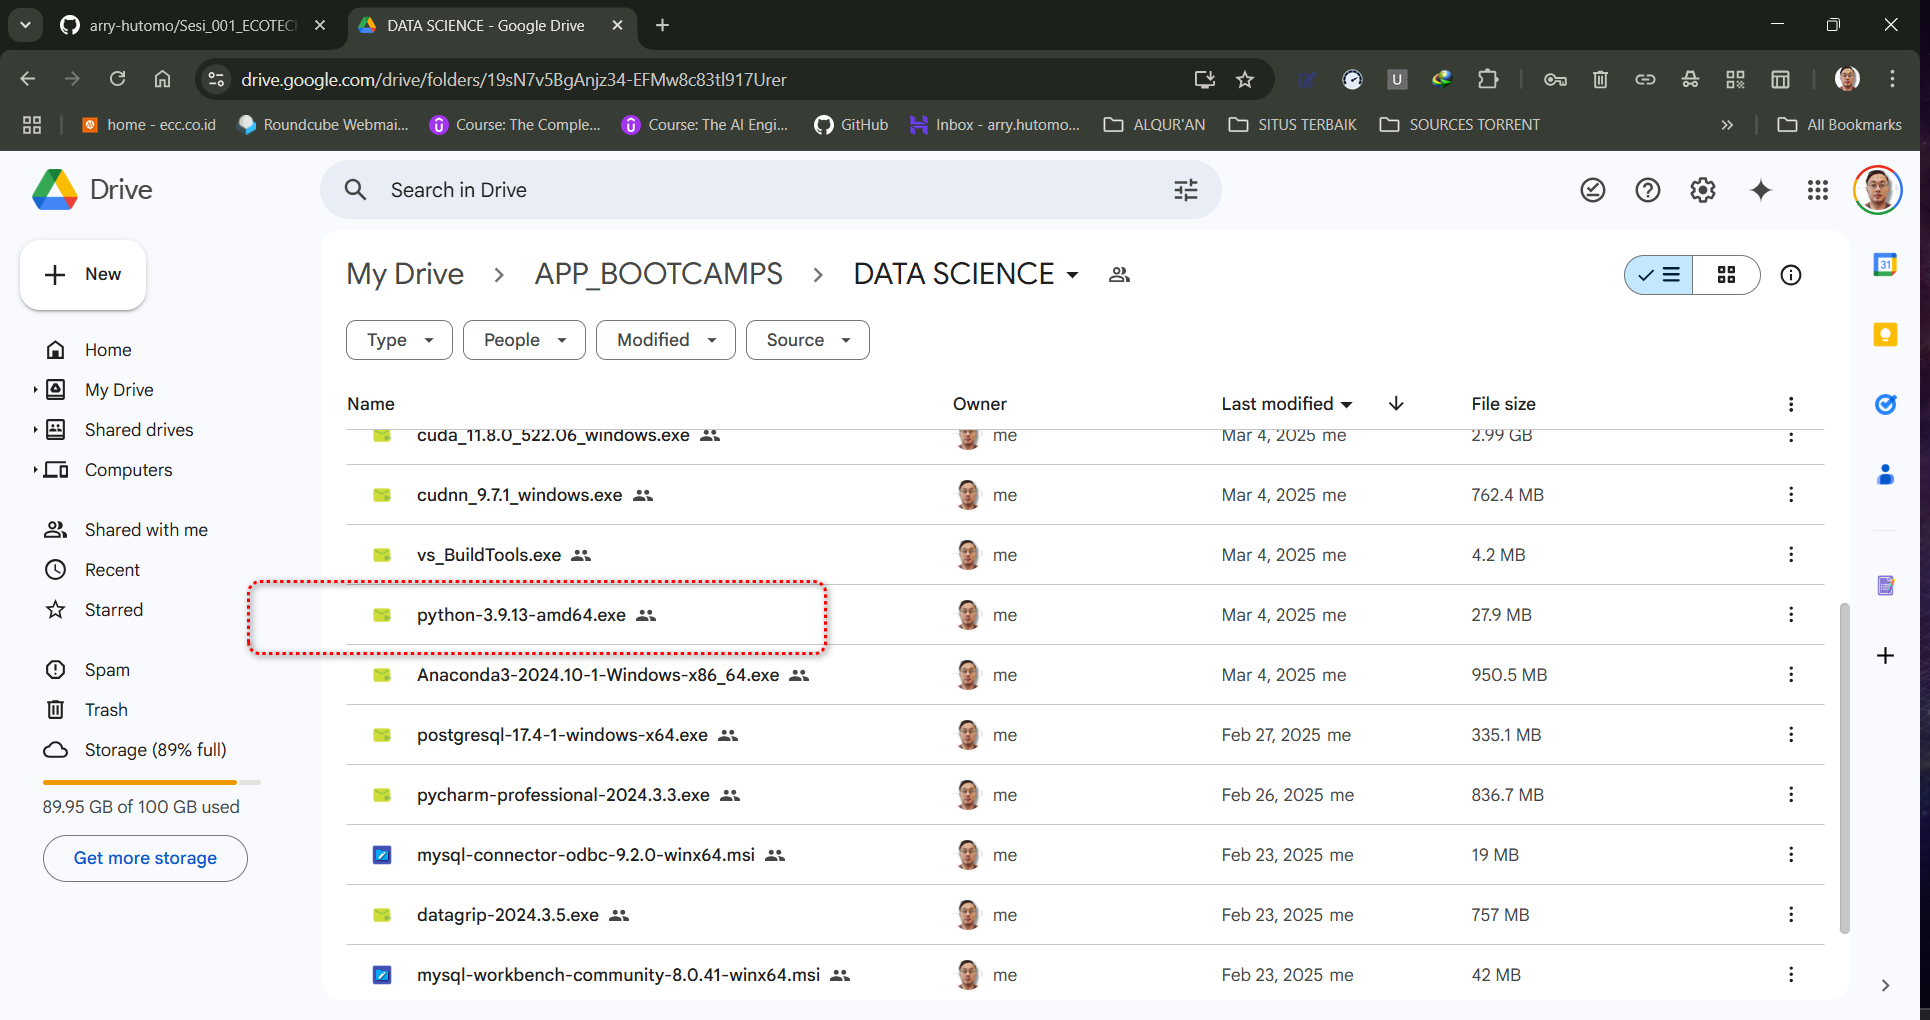 arry-hutomo/Sesi_001_ECOTECH
DATA SCIENCE - Google Drive
drive.google.com/drive/folders/19sN7v5BgAnjz34-EFMw8c83tl917Urer
home - ecc.co.id
Roundcube Webmai...
Course: The Comple...
Course: The AI Engi...
GitHub
Inbox - arry.hutomo...
ALQUR'AN
SITUS TERBAIK
SOURCES TORRENT
All Bookmarks
Drive
Search in Drive
New
My Drive
APP_BOOTCAMPS
DATA SCIENCE
Type
People
Modified
Source
Home
My Drive
Shared drives
Computers
Shared with me
Recent
Starred
Spam
Trash
Storage (89% full)
89.95 GB of 100 GB used
Get more storage
Name Owner Last modified File size
cuda_11.8.0_522.06_windows.exe me Mar 4, 2025 me 2.99 GB
cudnn_9.7.1_windows.exe me Mar 4, 2025 me 762.4 MB
vs_BuildTools.exe me Mar 4, 2025 me 4.2 MB
python-3.9.13-amd64.exe me Mar 4, 2025 me 27.9 MB
Anaconda3-2024.10-1-Windows-x86_64.exe me Mar 4, 2025 me 950.5 MB
postgresql-17.4-1-windows-x64.exe me Feb 27, 2025 me 335.1 MB
pycharm-professional-2024.3.3.exe me Feb 26, 2025 me 836.7 MB
mysql-connector-odbc-9.2.0-winx64.msi me Feb 23, 2025 me 19 MB
datagrip-2024.3.5.exe me Feb 23, 2025 me 757 MB
mysql-workbench-community-8.0.41-winx64.msi me Feb 23, 2025 me 42 MB
31
U